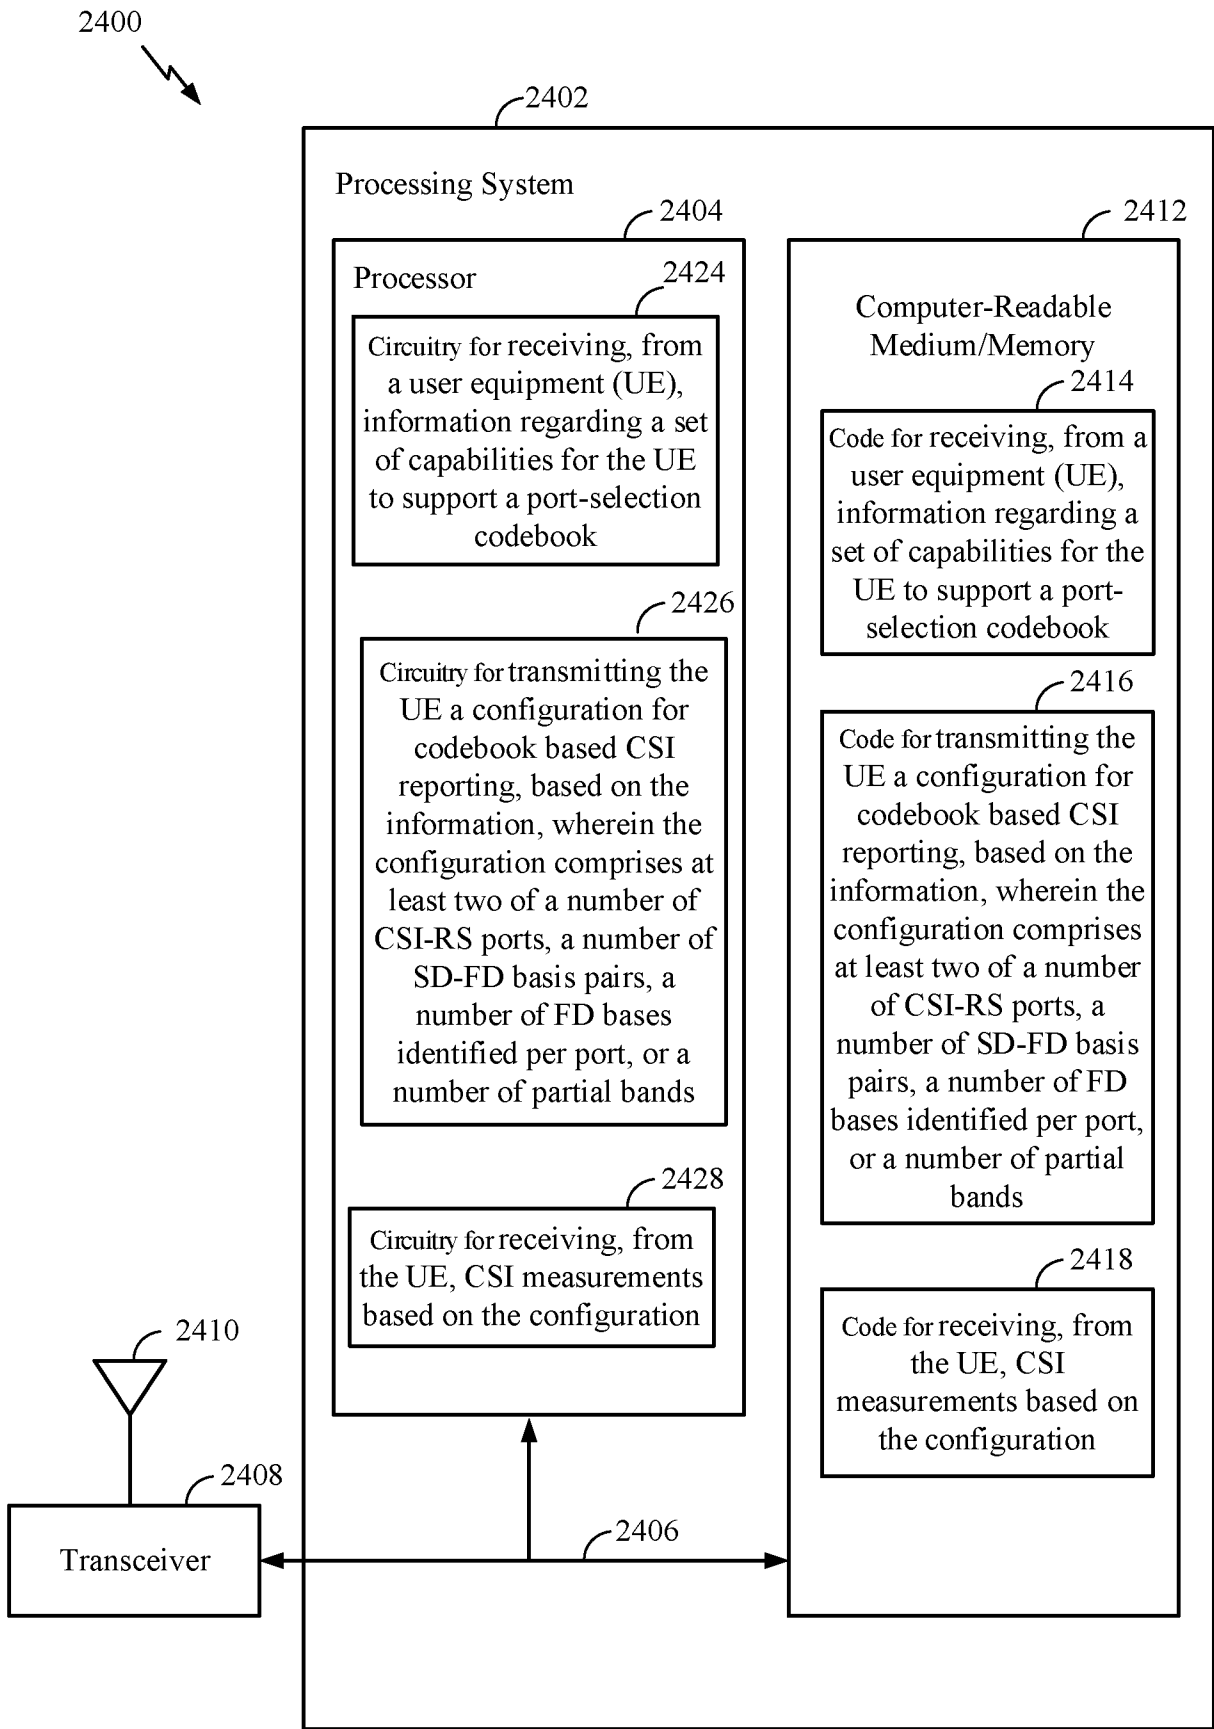 2400
2402
Processing System
2404
Processor
2424
Circuitry for receiving, from
a user equipment (UE),
information regarding a set
of capabilities for the UE
to support a port-selection
codebook
2426
Circuitry for transmitting the
UE a configuration for
codebook based CSI
reporting, based on the
information, wherein the
configuration comprises at
least two of a number of
CSI-RS ports, a number of
SD-FD basis pairs, a
number of FD bases
identified per port, or a
number of partial bands
2428
Circuitry for receiving, from
the UE, CSI measurements
based on the configuration
2412
Computer-Readable
Medium/Memory
2414
Code for receiving, from a
user equipment (UE),
information regarding a
set of capabilities for the
UE to support a port-
selection codebook
2416
Code for transmitting the
UE a configuration for
codebook based CSI
reporting, based on the
information, wherein the
configuration comprises
at least two of a number
of CSI-RS ports, a
number of SD-FD basis
pairs, a number of FD
bases identified per port,
or a number of partial
bands
2418
Code for receiving, from
the UE, CSI
measurements based on
the configuration
2410
2408
Transceiver
2406